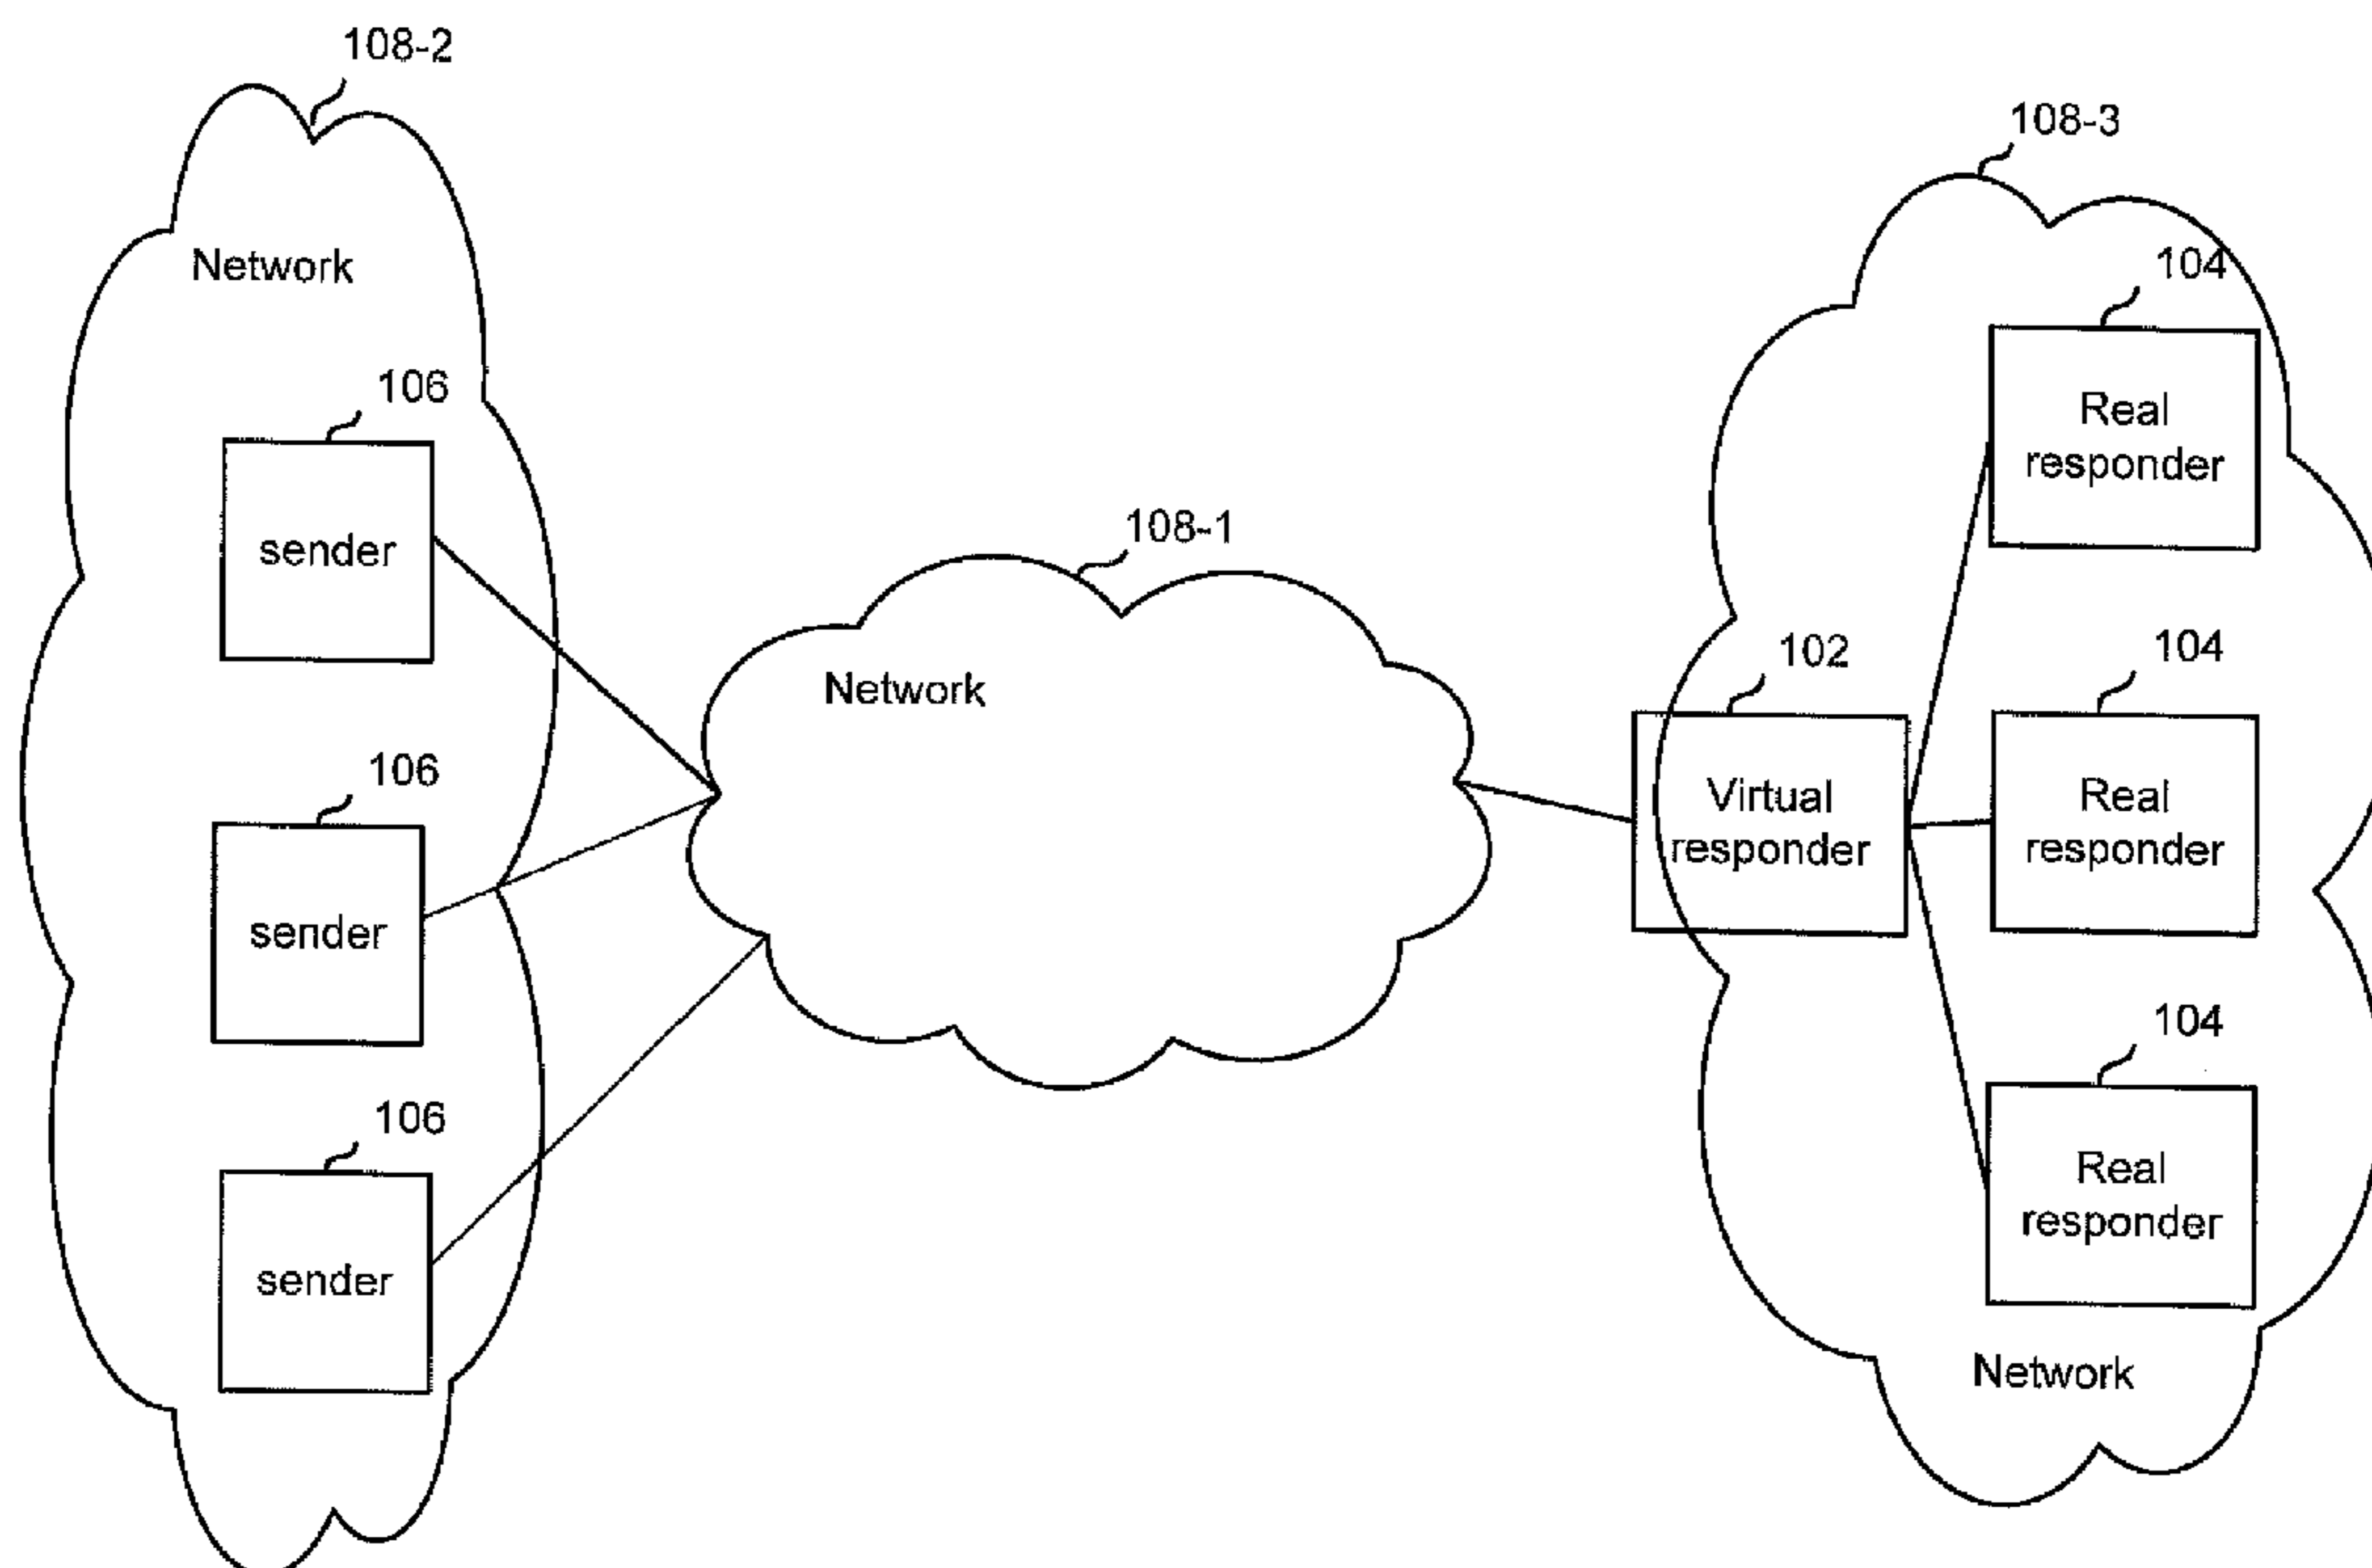 108-2
Network
106
sender
106
sender
106
sender
108-1
Network
108-3
104
Real
responder
102
Virtual
responder
104
Real
responder
104
Real
responder
Network